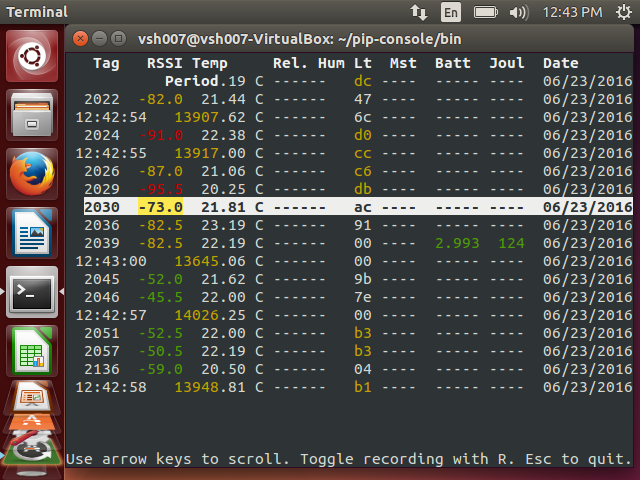 Terminal En 12:43 PM
vsh007@vsh007-VirtualBox: ~/pip-console/bin
Tag RSSI Temp Rel. Hum Lt Mst Batt Joul Date
Period.19 C ------ dc ---- ----- ---- 06/23/2016
2022 -82.0 21.44 C ------ 47 ---- ----- ---- 06/23/2016
12:42:54 13907.62 C ------ 6c ---- ----- ---- 06/23/2016
2024 -91.0 22.38 C ------ d0 ---- ----- ---- 06/23/2016
12:42:55 13917.00 C ------ cc ---- ----- ---- 06/23/2016
2026 -87.0 21.06 C ------ c6 ---- ----- ---- 06/23/2016
2029 -95.5 20.25 C ------ db ---- ----- ---- 06/23/2016
2030 -73.0 21.81 C ------ ac ---- ----- ---- 06/23/2016
2036 -82.5 23.19 C ------ 91 ---- ----- ---- 06/23/2016
2039 -82.5 22.19 C ------ 00 ---- 2.993 124 06/23/2016
12:43:00 13645.06 C ------ 00 ---- ----- ---- 06/23/2016
2045 -52.0 21.62 C ------ 9b ---- ----- ---- 06/23/2016
2046 -45.5 22.00 C ------ 7e ---- ----- ---- 06/23/2016
12:42:57 14026.25 C ------ 00 ---- ----- ---- 06/23/2016
2051 -52.5 22.00 C ------ b3 ---- ----- ---- 06/23/2016
2057 -50.5 22.19 C ------ b3 ---- ----- ---- 06/23/2016
2136 -59.0 20.50 C ------ 04 ---- ----- ---- 06/23/2016
12:42:58 13948.81 C ------ b1 ---- ----- ---- 06/23/2016
Use arrow keys to scroll. Toggle recording with R. Esc to quit.